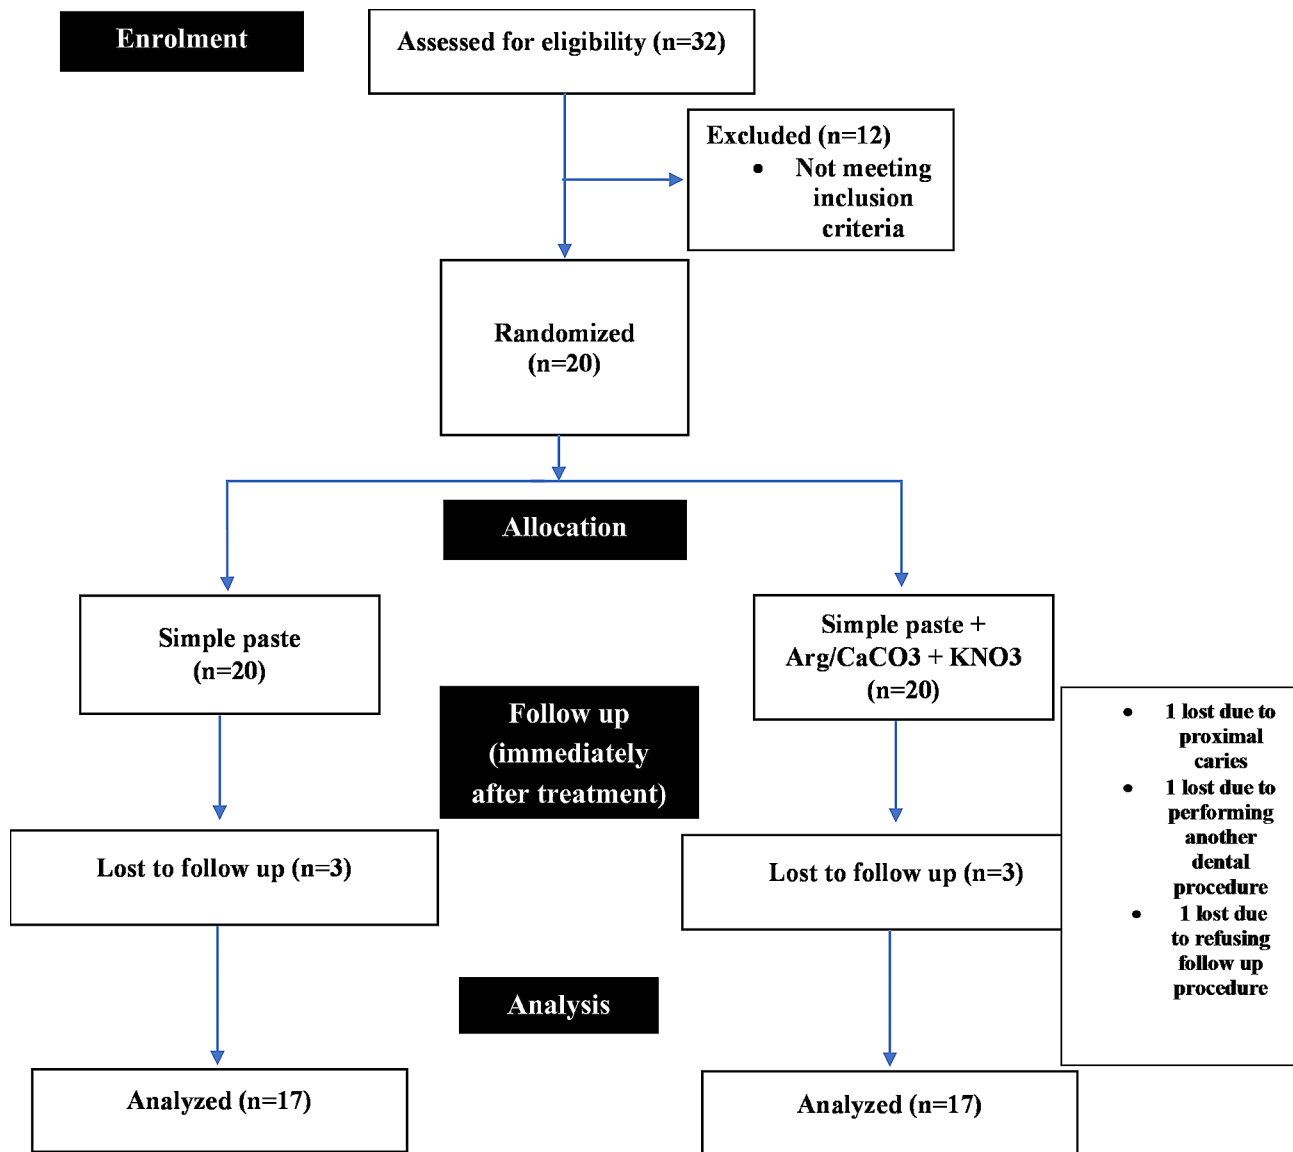 Enrolment
Assessed for eligibility (n=32)
Excluded (n=12)
• Not meeting
inclusion
criteria
Randomized
(n=20)
Allocation
Simple paste
(n=20)
Simple paste +
Arg/CaCO3 + KNO3
(n=20)
Follow up
(immediately
after treatment)
• 1 lost due to
proximal
caries
• 1 lost due to
performing
another
dental
procedure
• 1 lost due
to refusing
follow up
procedure
Lost to follow up (n=3)
Lost to follow up (n=3)
Analysis
Analyzed (n=17)
Analyzed (n=17)